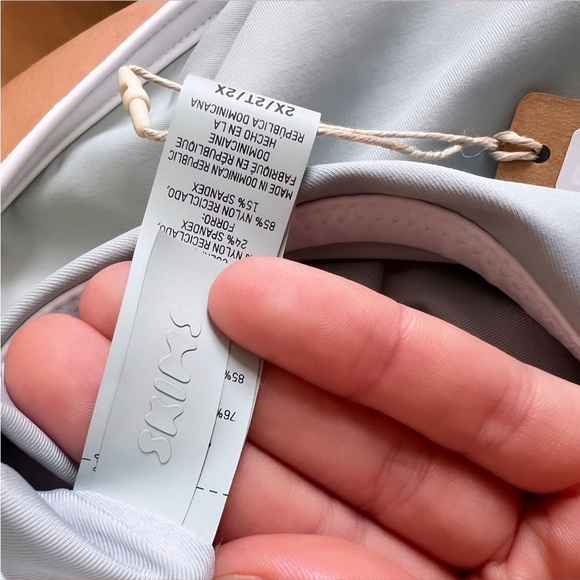 2X/2T/2X
REPÚBLICA DOMINICANA
HECHO EN LA
DOMINICAINE
FABRIQUÉ EN RÉPUBLIQUE
MADE IN DOMINICAN REPUBLIC
15% SPANDEX
85% NYLON RECICLADO,
FORRO:
24% SPANDEX
NYLON RECICLADO,
SKIMS
85%
76%